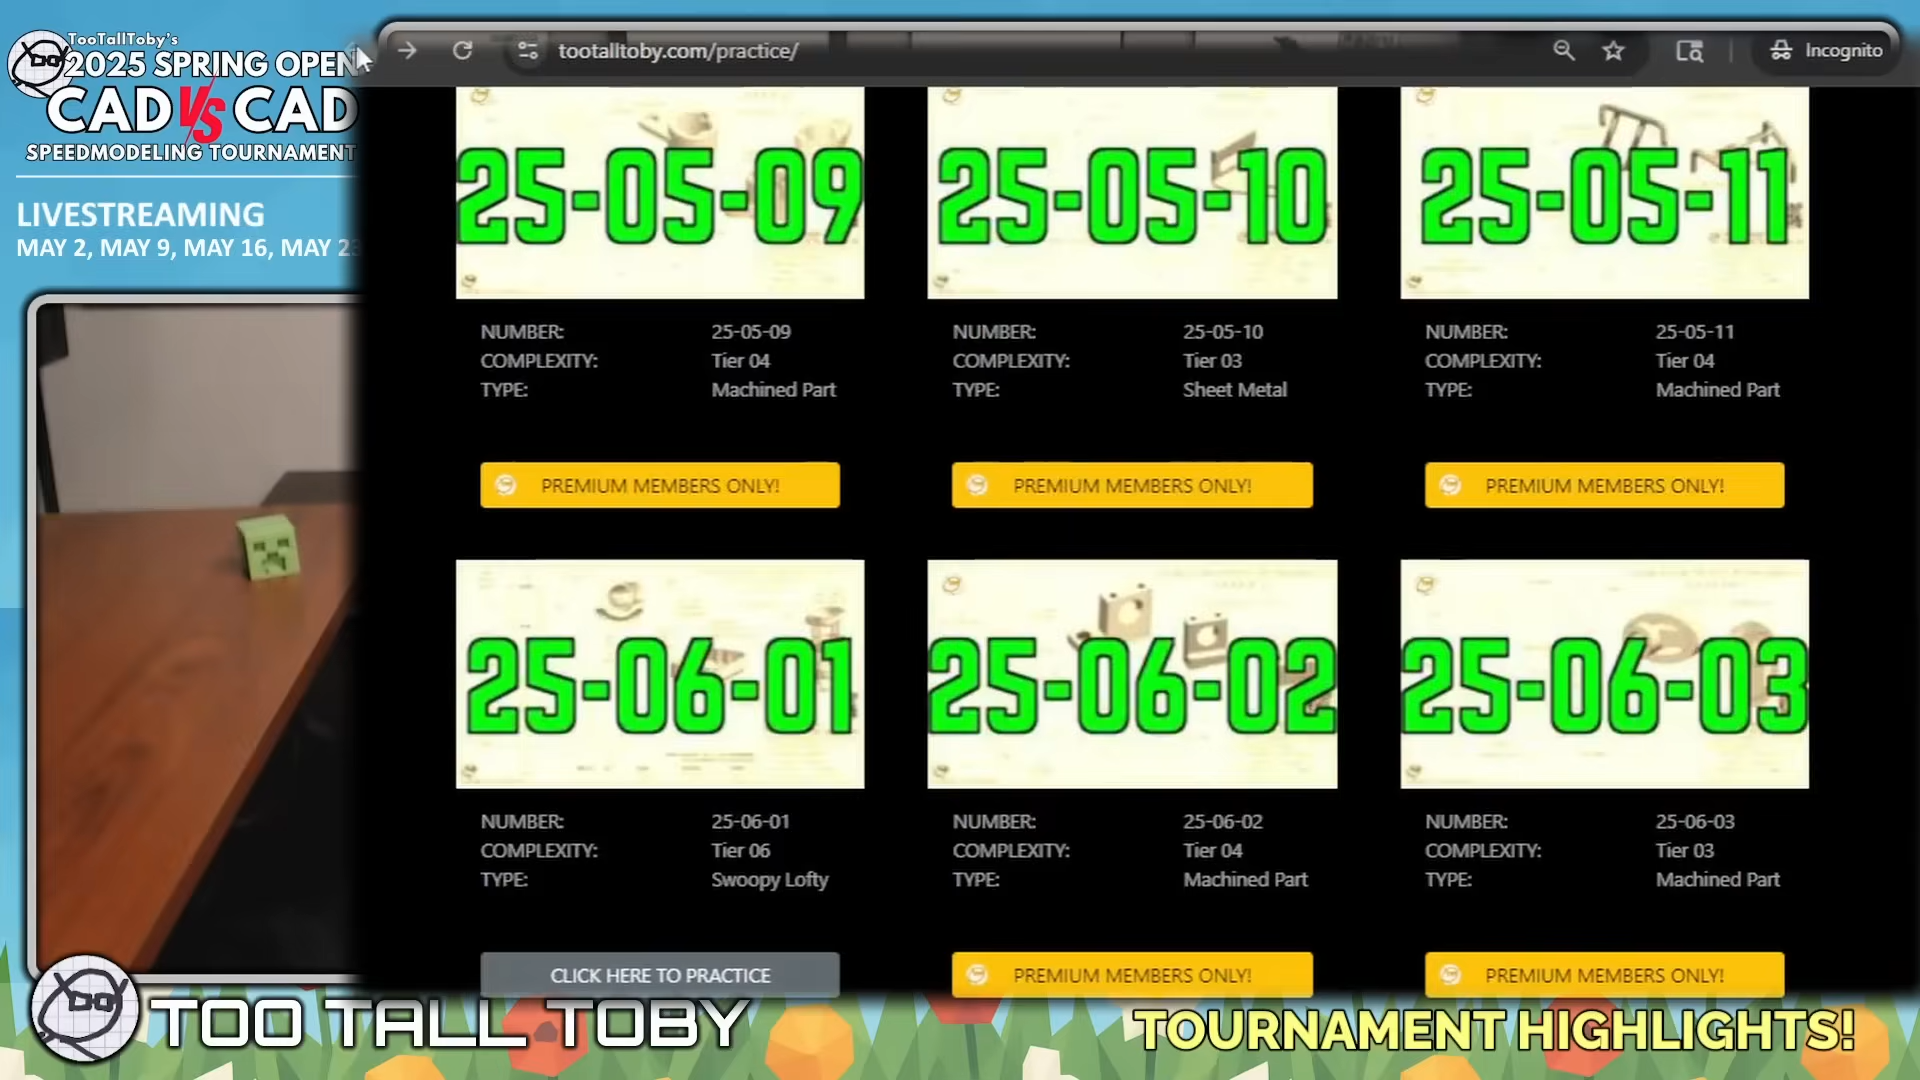 TooTallToby's
2025 SPRING OPEN
CAD VS CAD
SPEEDMODELING TOURNAMENT
LIVESTREAMING
MAY 2, MAY 9, MAY 16, MAY 23
tootalltoby.com/practice/
Incognito
25-05-09
25-05-10
25-05-11
NUMBER: 25-05-09
COMPLEXITY: Tier 04
TYPE: Machined Part
NUMBER: 25-05-10
COMPLEXITY: Tier 03
TYPE: Sheet Metal
NUMBER: 25-05-11
COMPLEXITY: Tier 04
TYPE: Machined Part
PREMIUM MEMBERS ONLY!
PREMIUM MEMBERS ONLY!
PREMIUM MEMBERS ONLY!
25-06-01
25-06-02
25-06-03
NUMBER: 25-06-01
COMPLEXITY: Tier 06
TYPE: Swoopy Lofty
NUMBER: 25-06-02
COMPLEXITY: Tier 04
TYPE: Machined Part
NUMBER: 25-06-03
COMPLEXITY: Tier 03
TYPE: Machined Part
CLICK HERE TO PRACTICE
PREMIUM MEMBERS ONLY!
PREMIUM MEMBERS ONLY!
TOO TALL TOBY
TOURNAMENT HIGHLIGHTS!